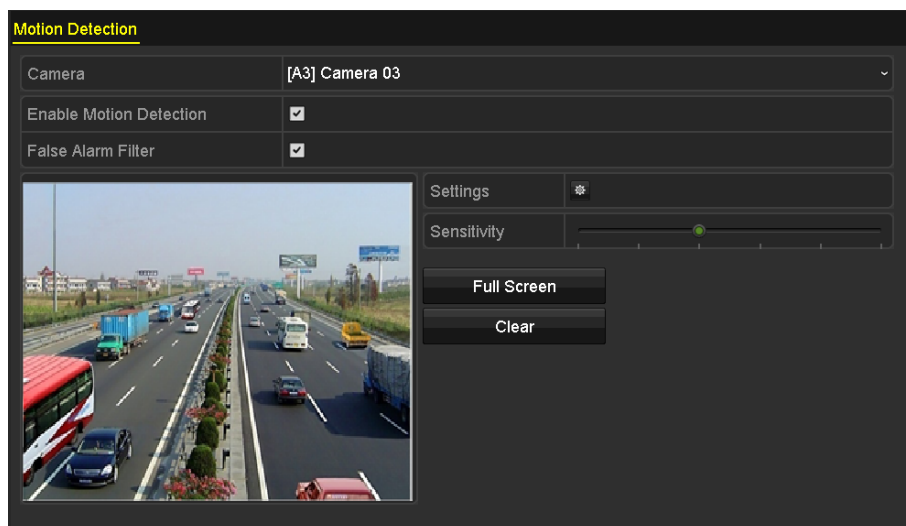 Motion Detection
Camera [A3] Camera 03
Enable Motion Detection
False Alarm Filter
Settings
Sensitivity
Full Screen
Clear